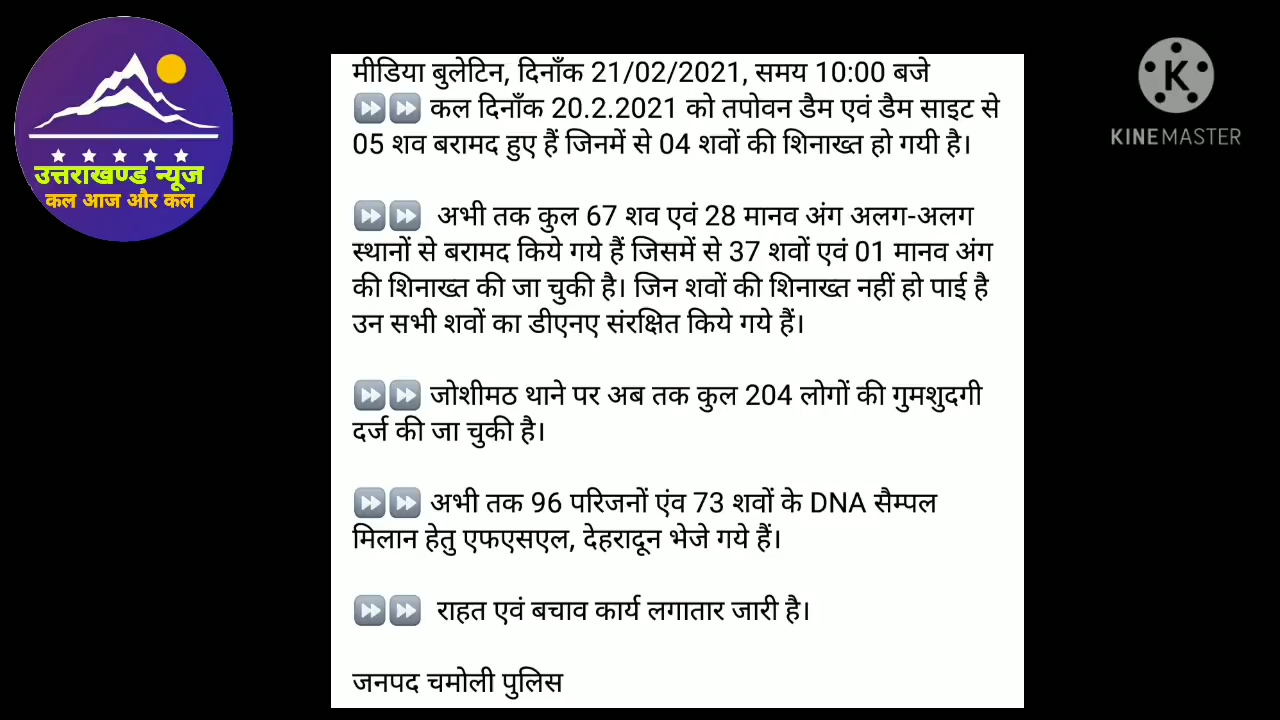 उत्तराखण्ड न्यूज
कल आज और कल
KINEMASTER
मीडिया बुलेटिन, दिनाँक 21/02/2021, समय 10:00 बजे
⏩⏩ कल दिनाँक 20.2.2021 को तपोवन डैम एवं डैम साइट से
05 शव बरामद हुए हैं जिनमें से 04 शवों की शिनाख्त हो गयी है।
⏩⏩ अभी तक कुल 67 शव एवं 28 मानव अंग अलग-अलग
स्थानों से बरामद किये गये हैं जिसमें से 37 शवों एवं 01 मानव अंग
की शिनाख्त की जा चुकी है। जिन शवों की शिनाख्त नहीं हो पाई है
उन सभी शवों का डीएनए संरक्षित किये गये हैं।
⏩⏩ जोशीमठ थाने पर अब तक कुल 204 लोगों की गुमशुदगी
दर्ज की जा चुकी है।
⏩⏩ अभी तक 96 परिजनों एंव 73 शवों के DNA सैम्पल
मिलान हेतु एफएसएल, देहरादून भेजे गये हैं।
⏩⏩ राहत एवं बचाव कार्य लगातार जारी है।
जनपद चमोली पुलिस